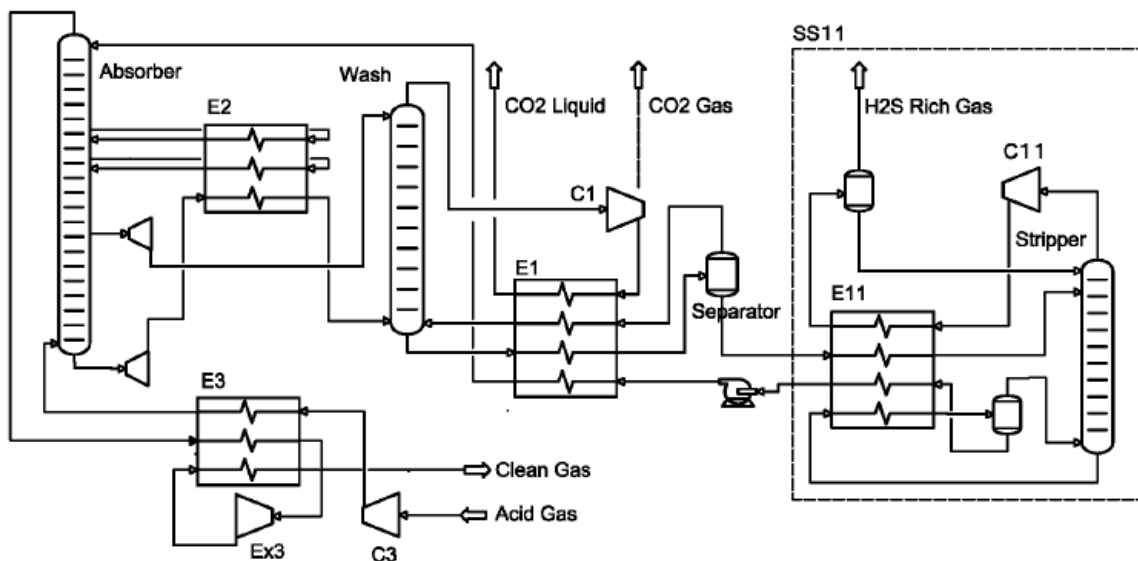 SS11
Absorber
Wash
E2
CO2 Liquid
CO2 Gas
H2S Rich Gas
C11
C1
Stripper
E1
Separator
E11
E3
Clean Gas
Acid Gas
Ex3
C3